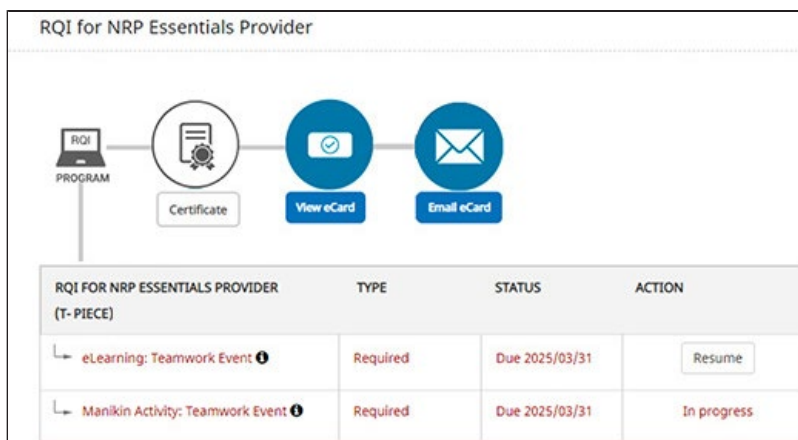 RQI for NRP Essentials Provider
RQI
PROGRAM
Certificate
View eCard
Email eCard
RQI FOR NRP ESSENTIALS PROVIDER
(T- PIECE)
TYPE
STATUS
ACTION
eLearning: Teamwork Event
Required
Due 2025/03/31
Resume
Manikin Activity: Teamwork Event
Required
Due 2025/03/31
In progress